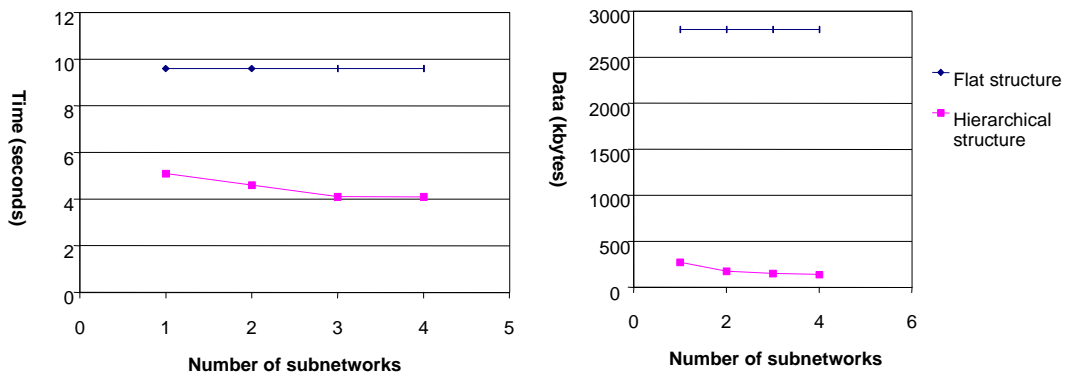 12
10
8
6
4
2
0
0 1 2 3 4 5
Time (seconds)
Number of subnetworks
3000
2500
2000
1500
1000
500
0
0 2 4 6
Data (kbytes)
Number of subnetworks
Flat structure
Hierarchical
structure